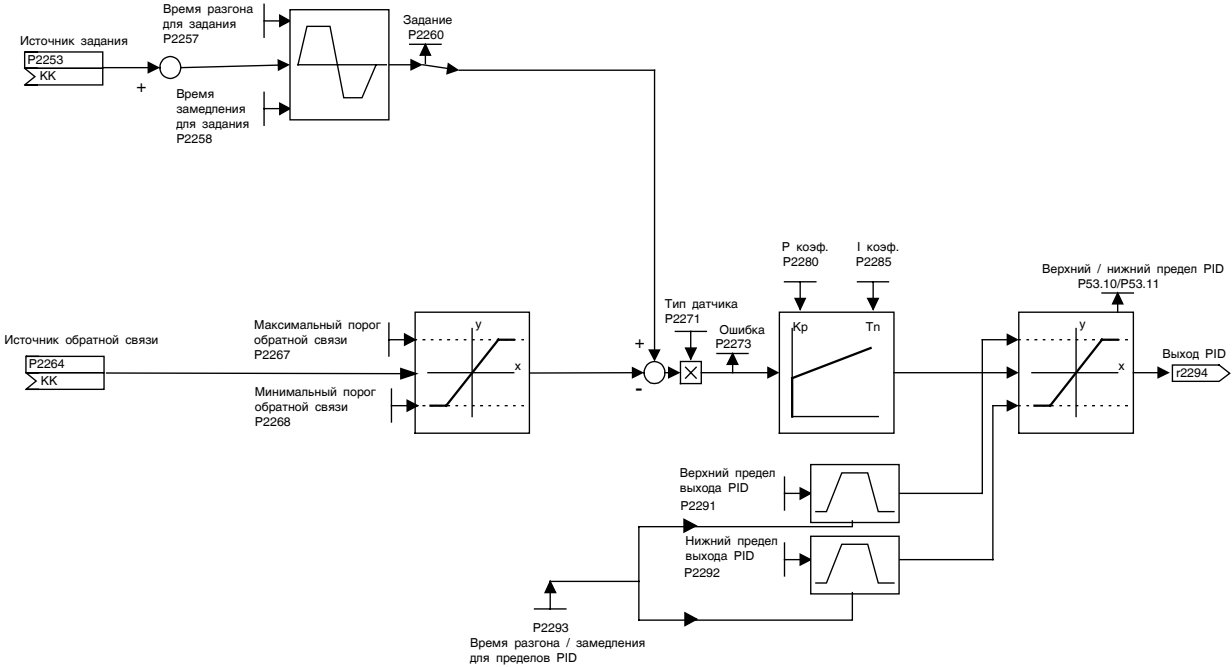 Время разгона
для задания
P2257
Задание
P2260
Источник задания
P2253
КК
+
Время
замедления
для задания
P2258
P коэф.
P2280
I коэф.
P2285
Верхний / нижний предел PID
P53.10/P53.11
Источник обратной связи
P2264
КК
Максимальный порог
обратной связи
P2267
Минимальный порог
обратной связи
P2268
y
x
+
-
Тип датчика
P2271
Ошибка
P2273
Kp
Tn
y
x
Выход PID
r2294
Верхний предел
выхода PID
P2291
Нижний предел
выхода PID
P2292
P2293
Время разгона / замедления
для пределов PID